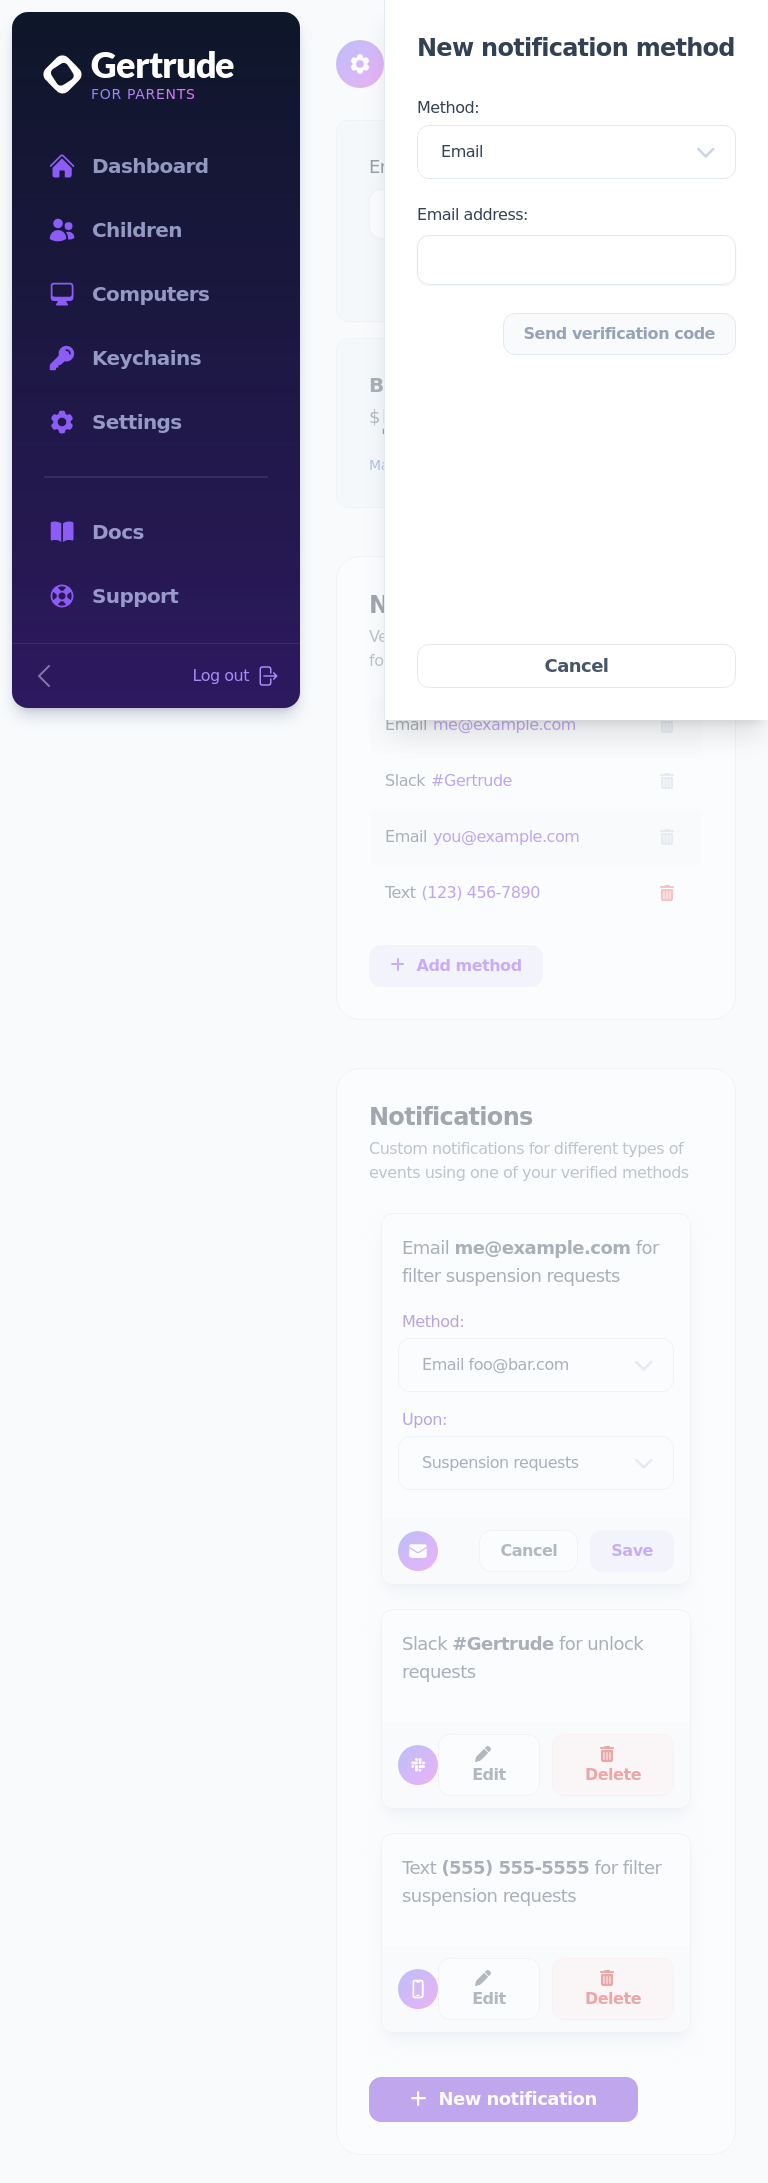 Gertrude
FOR PARENTS
Dashboard
Children
Computers
Keychains
Settings
Docs
Support
Log out
New notification method
Method:
Email
Email address:
Send verification code
Cancel
$
Email me@example.com
Slack #Gertrude
Email you@example.com
Text (123) 456-7890
Add method
Notifications
Custom notifications for different types of
events using one of your verified methods
Email me@example.com for
filter suspension requests
Method:
Email foo@bar.com
Upon:
Suspension requests
Cancel
Save
Slack #Gertrude for unlock
requests
Edit
Delete
Text (555) 555-5555 for filter
suspension requests
Edit
Delete
New notification